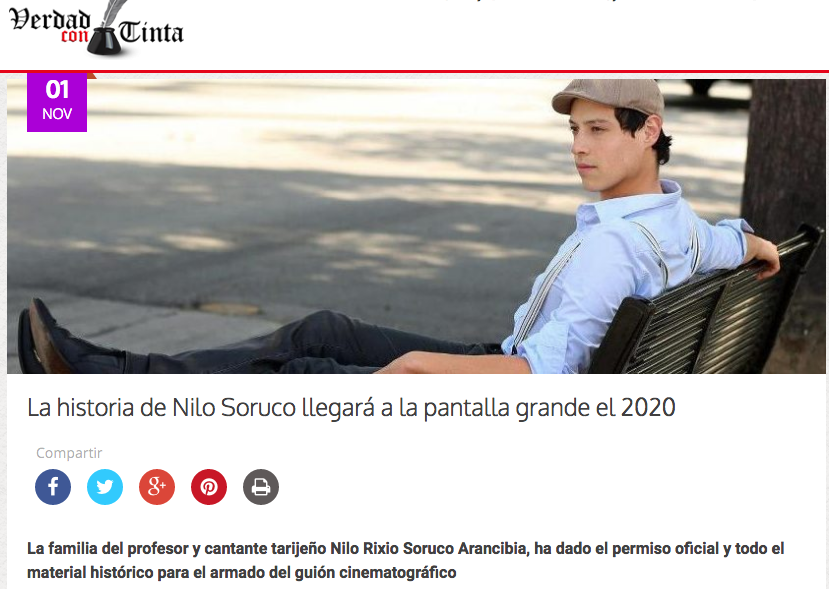 Verdad
con Tinta
01
NOV
La historia de Nilo Soruco llegará a la pantalla grande el 2020
Compartir
La familia del profesor y cantante tarijeño Nilo Rixio Soruco Arancibia, ha dado el permiso oficial y todo el
material histórico para el armado del guión cinematográfico